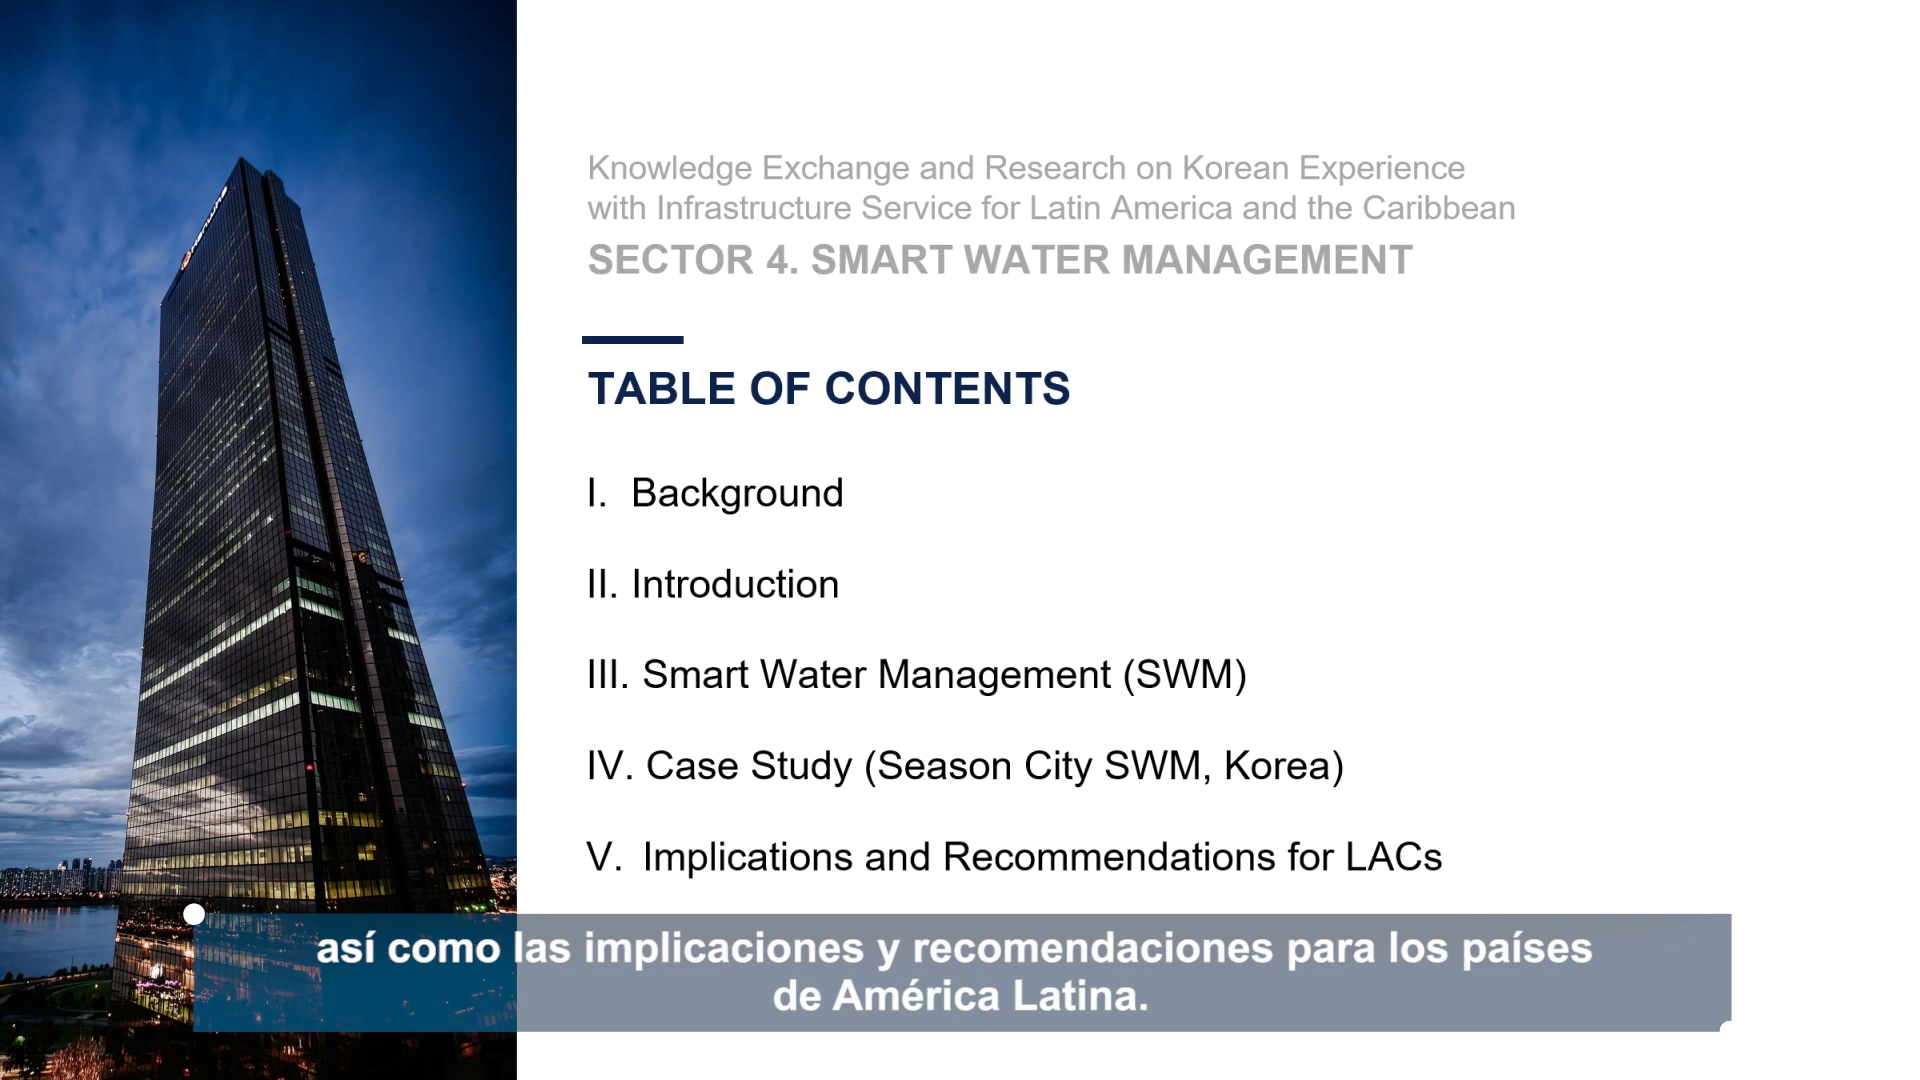 Knowledge Exchange and Research on Korean Experience
with Infrastructure Service for Latin America and the Caribbean
SECTOR 4. SMART WATER MANAGEMENT
TABLE OF CONTENTS
I. Background
II. Introduction
III. Smart Water Management (SWM)
IV. Case Study (Season City SWM, Korea)
V. Implications and Recommendations for LACs
así como las implicaciones y recomendaciones para los países
de América Latina.